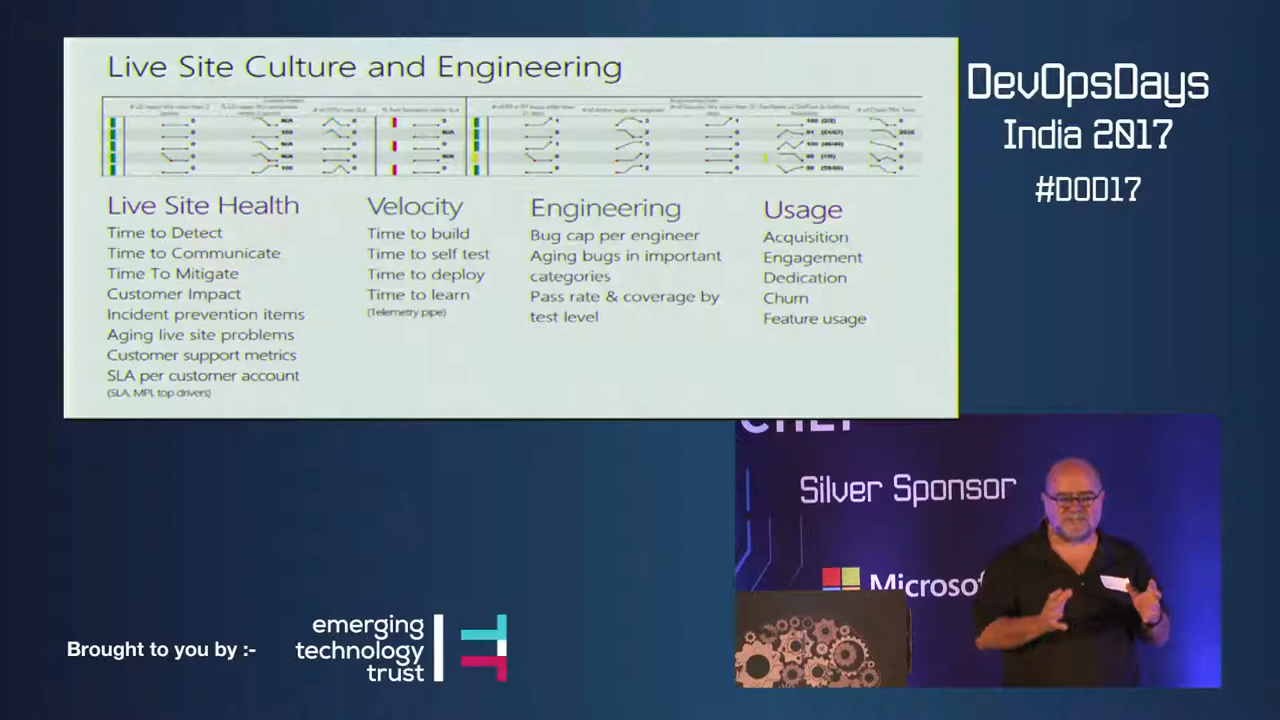 Live Site Culture and Engineering
Live Site Health
Time to Detect
Time to Communicate
Time To Mitigate
Customer Impact
Incident prevention items
Aging live site problems
Customer support metrics
SLA per customer account
(SLA, MPI, top drivers)
Velocity
Time to build
Time to self test
Time to deploy
Time to learn
(Telemetry pipe)
Engineering
Bug cap per engineer
Aging bugs in important
categories
Pass rate & coverage by
test level
Usage
Acquisition
Engagement
Dedication
Churn
Feature usage
DevOpsDays
India 2017
#DOD17
Silver Sponsor
Microsof
Brought to you by :-
emerging
technology
trust